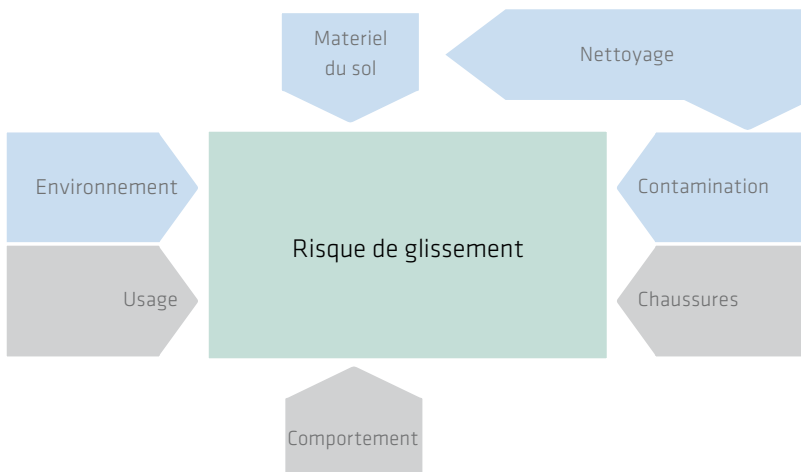 Materiel
du sol
Nettoyage
Environnement
Contamination
Risque de glissement
Usage
Chaussures
Comportement